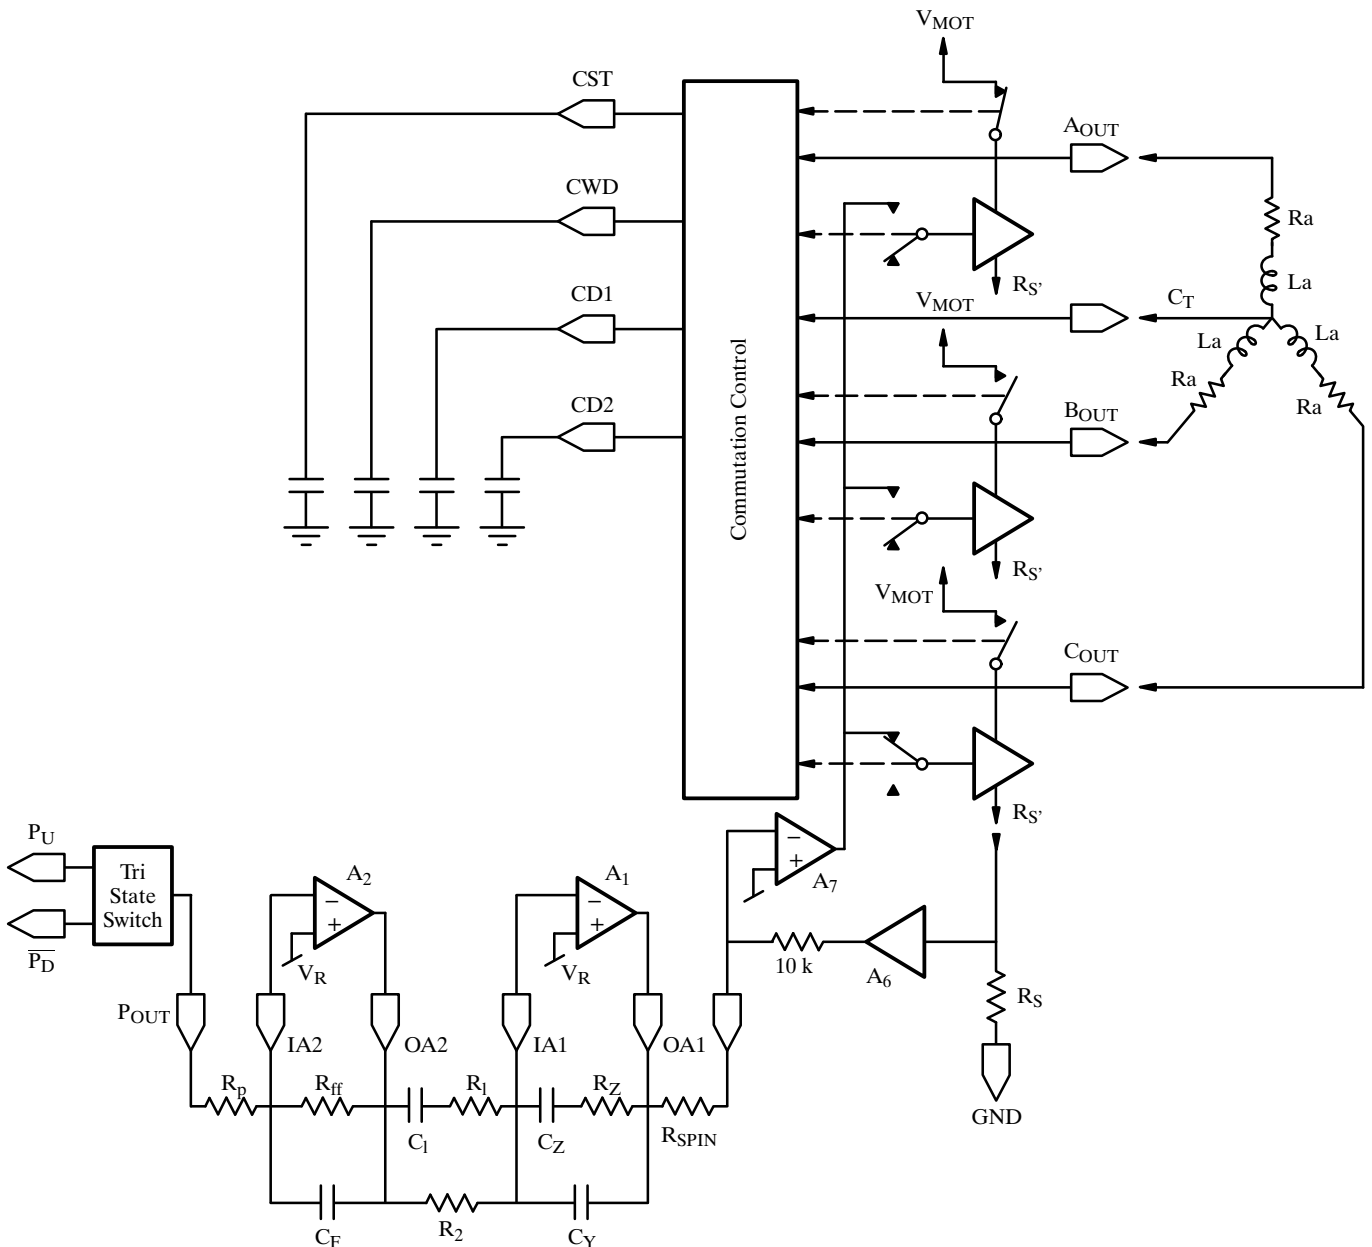 V_MOT
CST
A_OUT
CWD
Ra
R_S'
La
CD1
V_MOT
C_T
La
La
Commutation Control
CD2
Ra
Ra
B_OUT
R_S'
V_MOT
C_OUT
R_S'
P_U
Tri
State
Switch
P_D
A_2
−
+
V_R
A_1
−
+
V_R
−
+
A_7
10 k
A_6
R_S
P_OUT
IA2
OA2
IA1
OA1
GND
R_p
R_ff
C_l
R_l
C_Z
R_Z
R_SPIN
C_F
R_2
C_Y